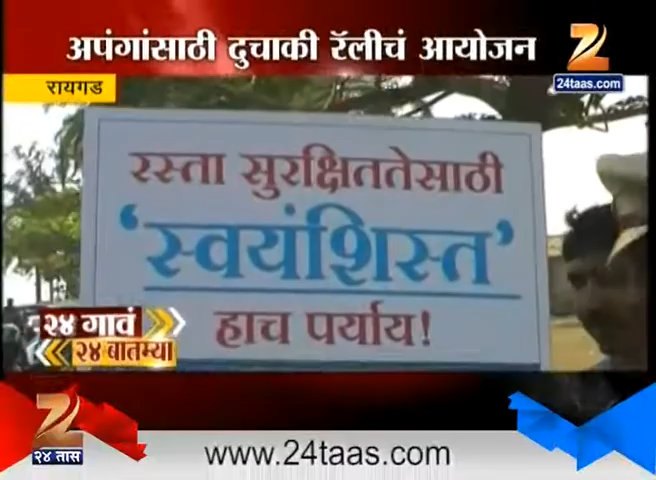 अपंगांसाठी दुचाकी रॅलीचं आयोजन
24taas.com
रायगड
रस्ता सुरक्षिततेसाठी
'स्वयंशिस्त'
हाच पर्याय!
२४ गावं
२४ बातम्या
२४ तास
www.24taas.com